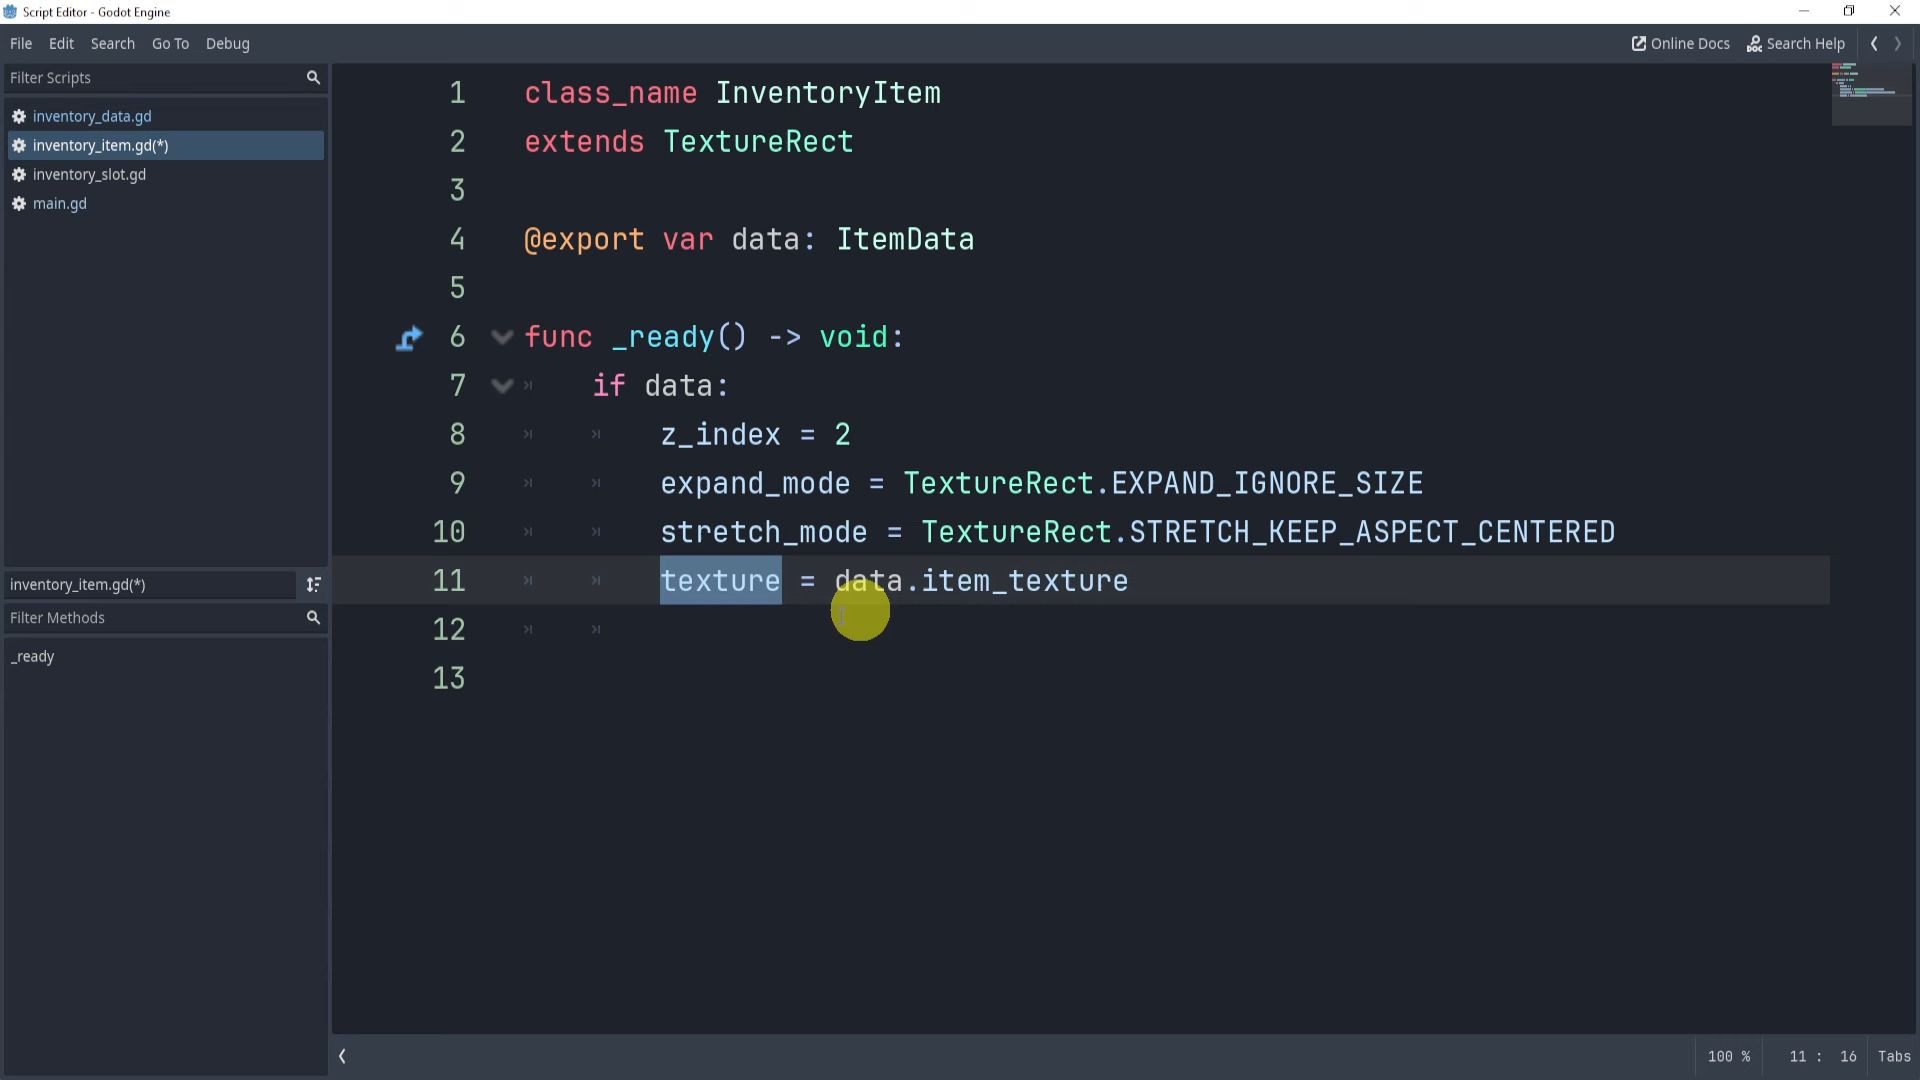 Script Editor - Godot Engine
File Edit Search Go To Debug
Online Docs Search Help
Filter Scripts
inventory_data.gd
inventory_item.gd(*)
inventory_slot.gd
main.gd
inventory_item.gd(*)
Filter Methods
_ready
1 class_name InventoryItem
2 extends TextureRect
3
4 @export var data: ItemData
5
6 func _ready() -> void:
7 if data:
8 z_index = 2
9 expand_mode = TextureRect.EXPAND_IGNORE_SIZE
10 stretch_mode = TextureRect.STRETCH_KEEP_ASPECT_CENTERED
11 texture = data.item_texture
12
13
100 % 11 : 16 Tabs